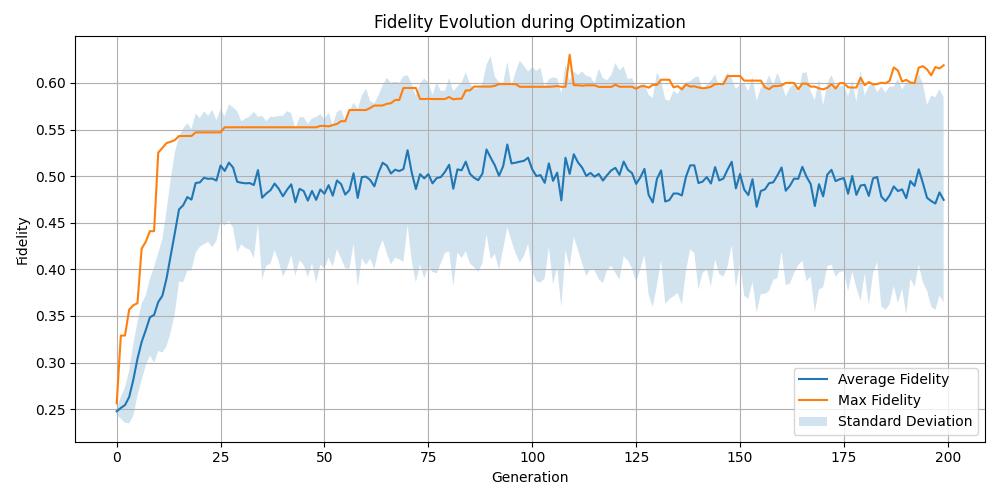 Fidelity Evolution during Optimization
Fidelity
0.60
0.55
0.50
0.45
0.40
0.35
0.30
0.25
0
25
50
75
100
125
150
175
200
Generation
Average Fidelity
Max Fidelity
Standard Deviation